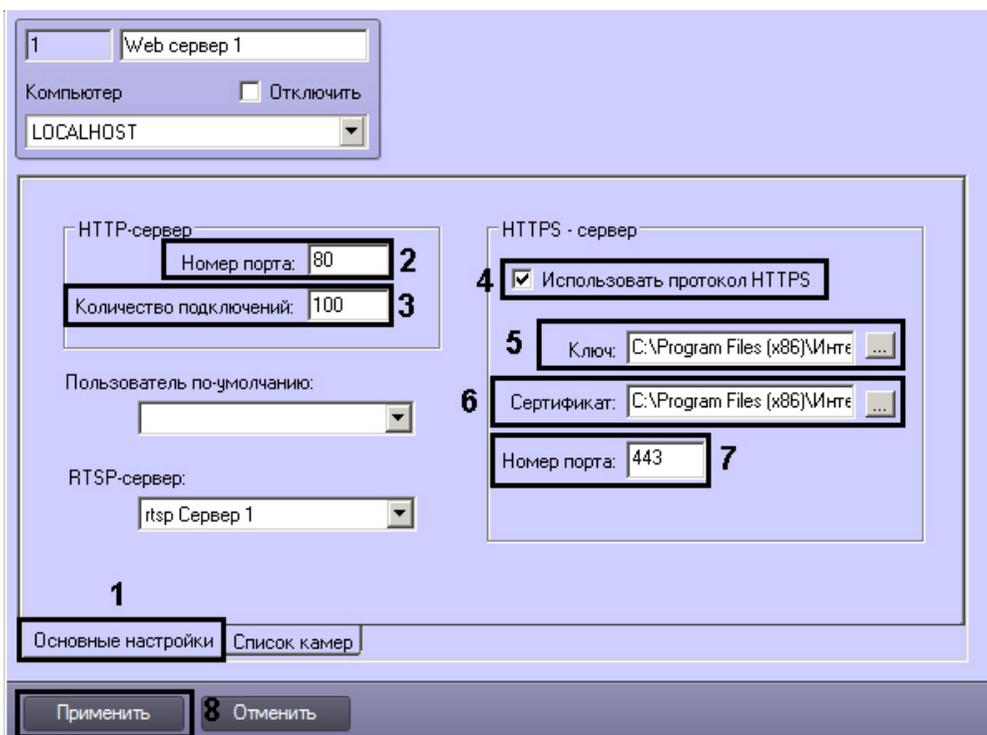 1 Web сервер 1
Компьютер Отключить
LOCALHOST
HTTP-сервер
Номер порта: 80 2
Количество подключений: 100 3
Пользователь по-умолчанию:
RTSP-сервер:
rtsp Сервер 1
HTTPS - сервер
4 Использовать протокол HTTPS
5 Ключ: C:\Program Files (x86)\Инте ...
6 Сертификат: C:\Program Files (x86)\Инте ...
Номер порта: 443 7
1
Основные настройки Список камер
Применить 8 Отменить